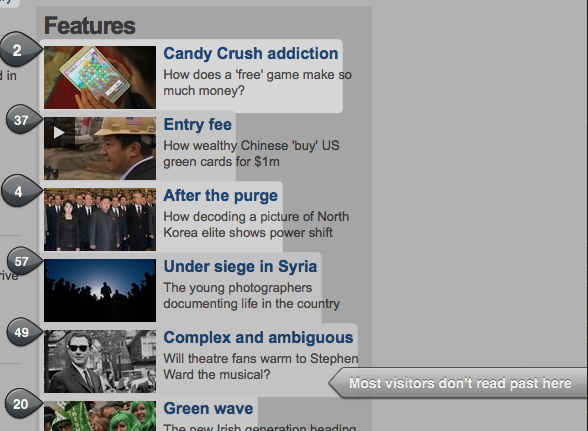 Features
2
Candy Crush addiction
d in
How does a 'free' game make so
much money?
37
Entry fee
How wealthy Chinese 'buy' US
green cards for $1m
4
After the purge
How decoding a picture of North
Korea elite shows power shift
57
Under siege in Syria
rive
The young photographers
documenting life in the country
49
Complex and ambiguous
Will theatre fans warm to Stephen
Ward the musical?
Most visitors don't read past here
20
Green wave
The new Irish generation heading